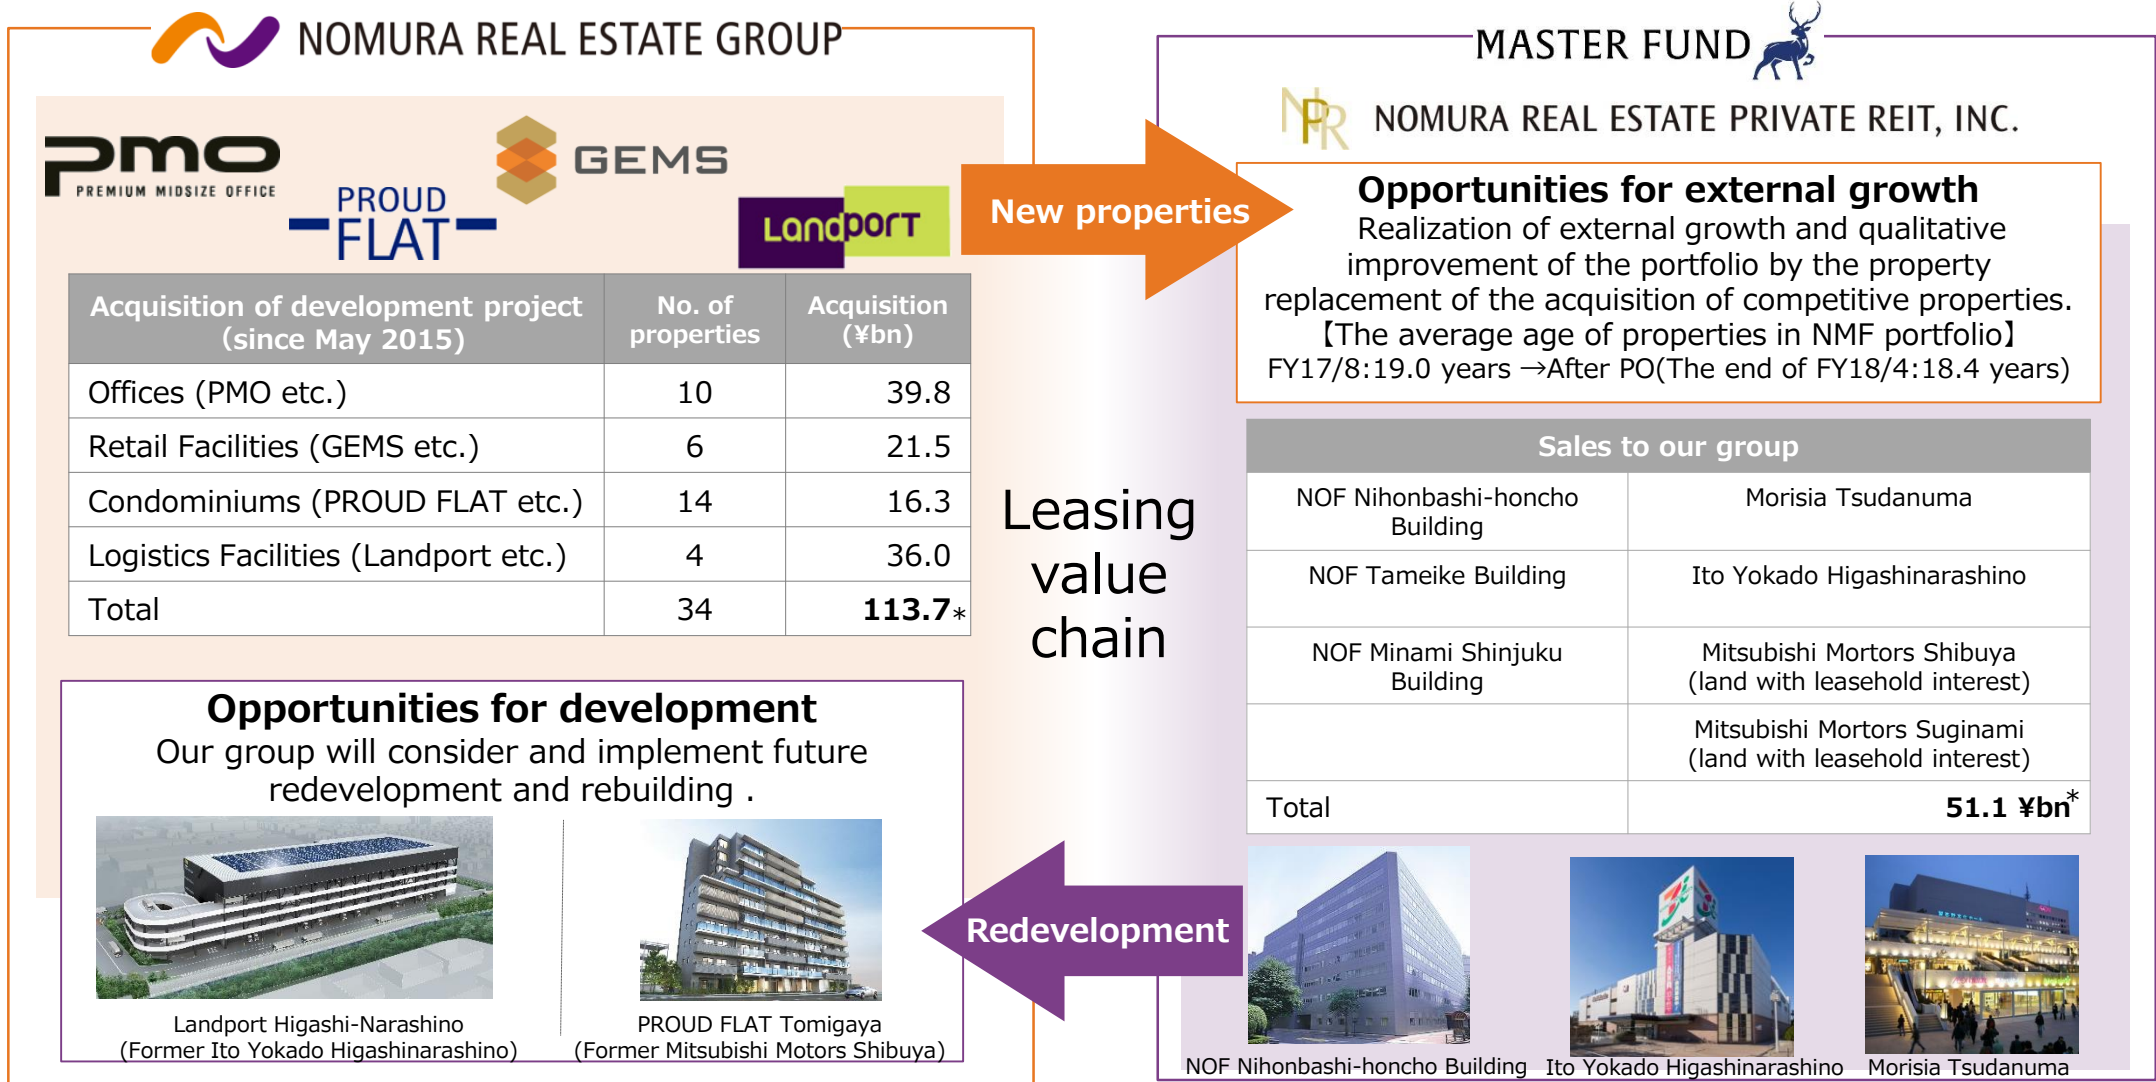 NOMURA REAL ESTATE GROUP
pmo
PREMIUM MIDSIZE OFFICE
PROUD
FLAT
GEMS
Landport
Acquisition of development project
(since May 2015)
No. of
properties
Acquisition
(¥bn)
Offices (PMO etc.)
10
39.8
Retail Facilities (GEMS etc.)
6
21.5
Condominiums (PROUD FLAT etc.)
14
16.3
Logistics Facilities (Landport etc.)
4
36.0
Total
34
113.7*
Opportunities for development
Our group will consider and implement future
redevelopment and rebuilding .
Landport Higashi-Narashino
(Former Ito Yokado Higashinarashino)
PROUD FLAT Tomigaya
(Former Mitsubishi Motors Shibuya)
New properties
Leasing
value
chain
Redevelopment
MASTER FUND
NPR
NOMURA REAL ESTATE PRIVATE REIT, INC.
Opportunities for external growth
Realization of external growth and qualitative
improvement of the portfolio by the property
replacement of the acquisition of competitive properties.
【The average age of properties in NMF portfolio】
FY17/8:19.0 years →After PO(The end of FY18/4:18.4 years)
Sales to our group
NOF Nihonbashi-honcho
Building
Morisia Tsudanuma
NOF Tameike Building
Ito Yokado Higashinarashino
NOF Minami Shinjuku
Building
Mitsubishi Mortors Shibuya
(land with leasehold interest)
Mitsubishi Mortors Suginami
(land with leasehold interest)
Total
51.1 ¥bn*
NOF Nihonbashi-honcho Building
Ito Yokado Higashinarashino
Morisia Tsudanuma